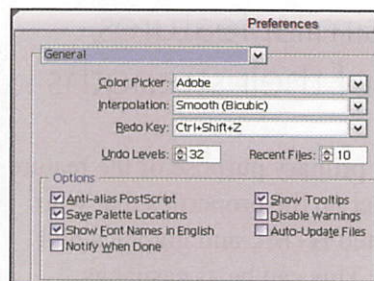 Preferences
General
Color Picker: Adobe
Interpolation: Smooth (Bicubic)
Redo Key: Ctrl+Shift+Z
Undo Levels: 32 Recent Files: 10
Options
Anti-alias PostScript Show Tooltips
Save Palette Locations Disable Warnings
Show Font Names in English Auto-Update Files
Notify When Done